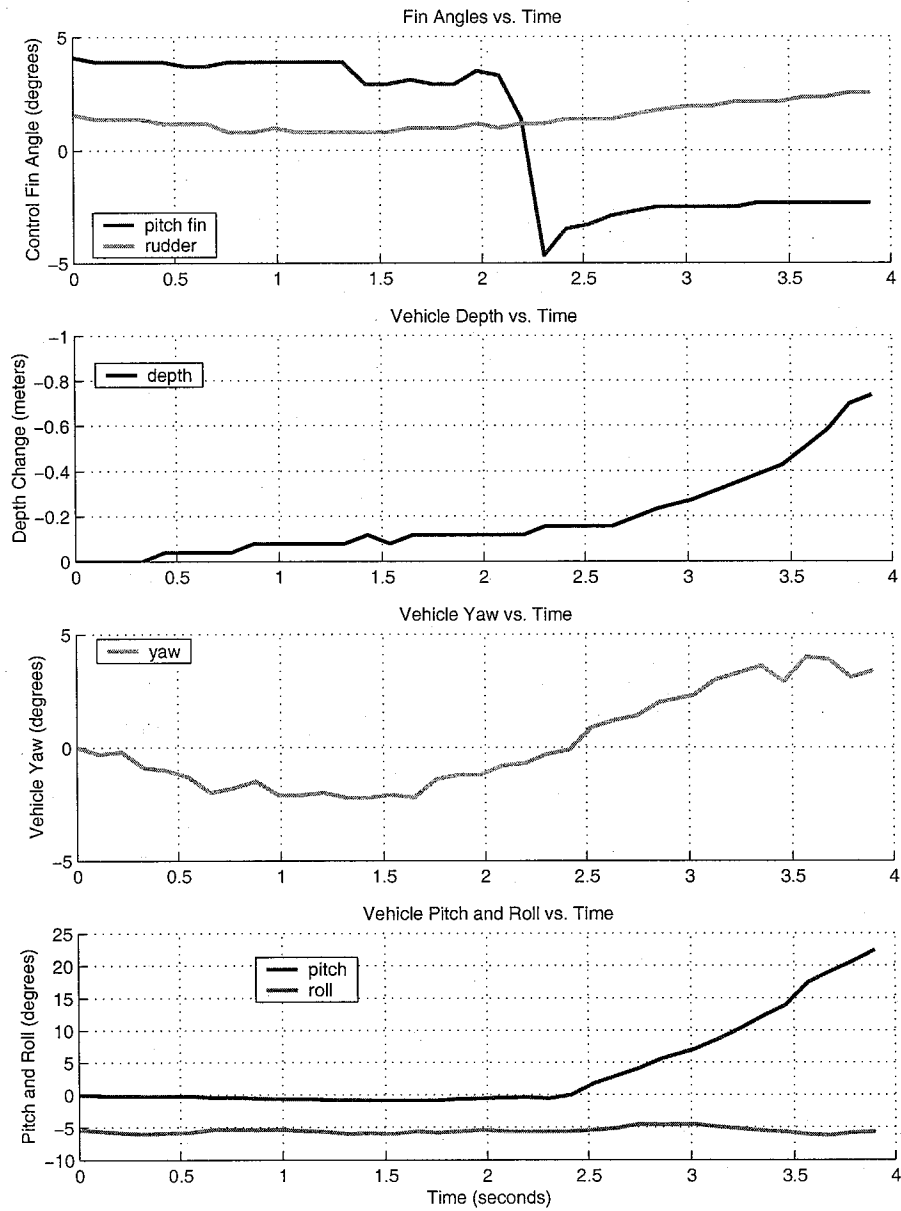 Fin Angles vs. Time
Control Fin Angle (degrees)
5
0
−5
pitch fin
rudder
0 0.5 1 1.5 2 2.5 3 3.5 4
Vehicle Depth vs. Time
Depth Change (meters)
−1
−0.8
−0.6
−0.4
−0.2
0
depth
0 0.5 1 1.5 2 2.5 3 3.5 4
Vehicle Yaw vs. Time
Vehicle Yaw (degrees)
5
0
−5
yaw
0 0.5 1 1.5 2 2.5 3 3.5 4
Vehicle Pitch and Roll vs. Time
Pitch and Roll (degrees)
25
20
15
10
5
0
−5
−10
pitch
roll
0 0.5 1 1.5 2 2.5 3 3.5 4
Time (seconds)